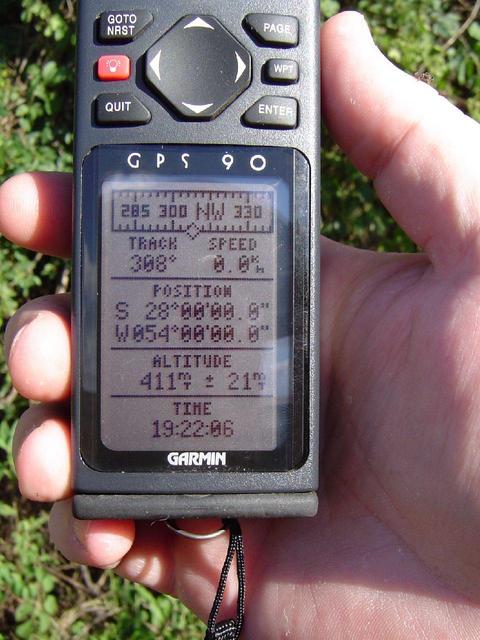 GOTO
NRST
PAGE
WPT
QUIT
ENTER
GPS 90
285 300 NW 330
TRACK SPEED
308° 0.0
POSITION
S 28°00'00.0"
W054°00'00.0"
ALTITUDE
411 ± 21
TIME
19:22:06
GARMIN